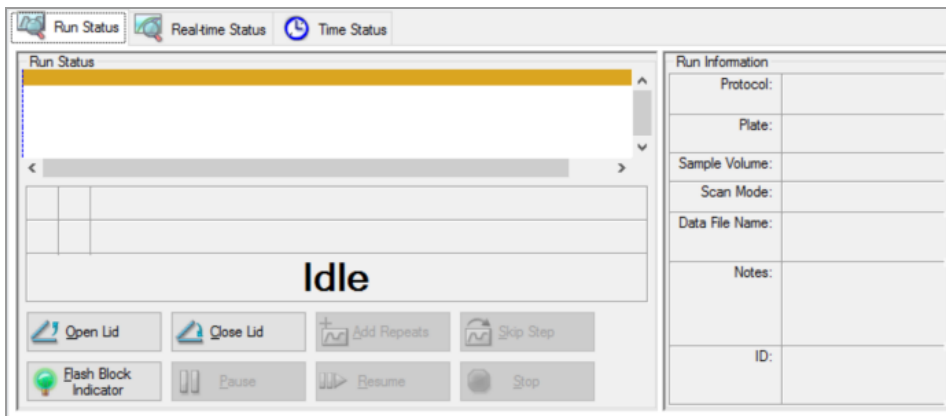 Run Status
Real-time Status
Time Status
Run Status
Idle
Open Lid
Close Lid
Add Repeats
Skip Step
Flash Block
Indicator
Pause
Resume
Stop
Run Information
Protocol:
Plate:
Sample Volume:
Scan Mode:
Data File Name:
Notes:
ID: